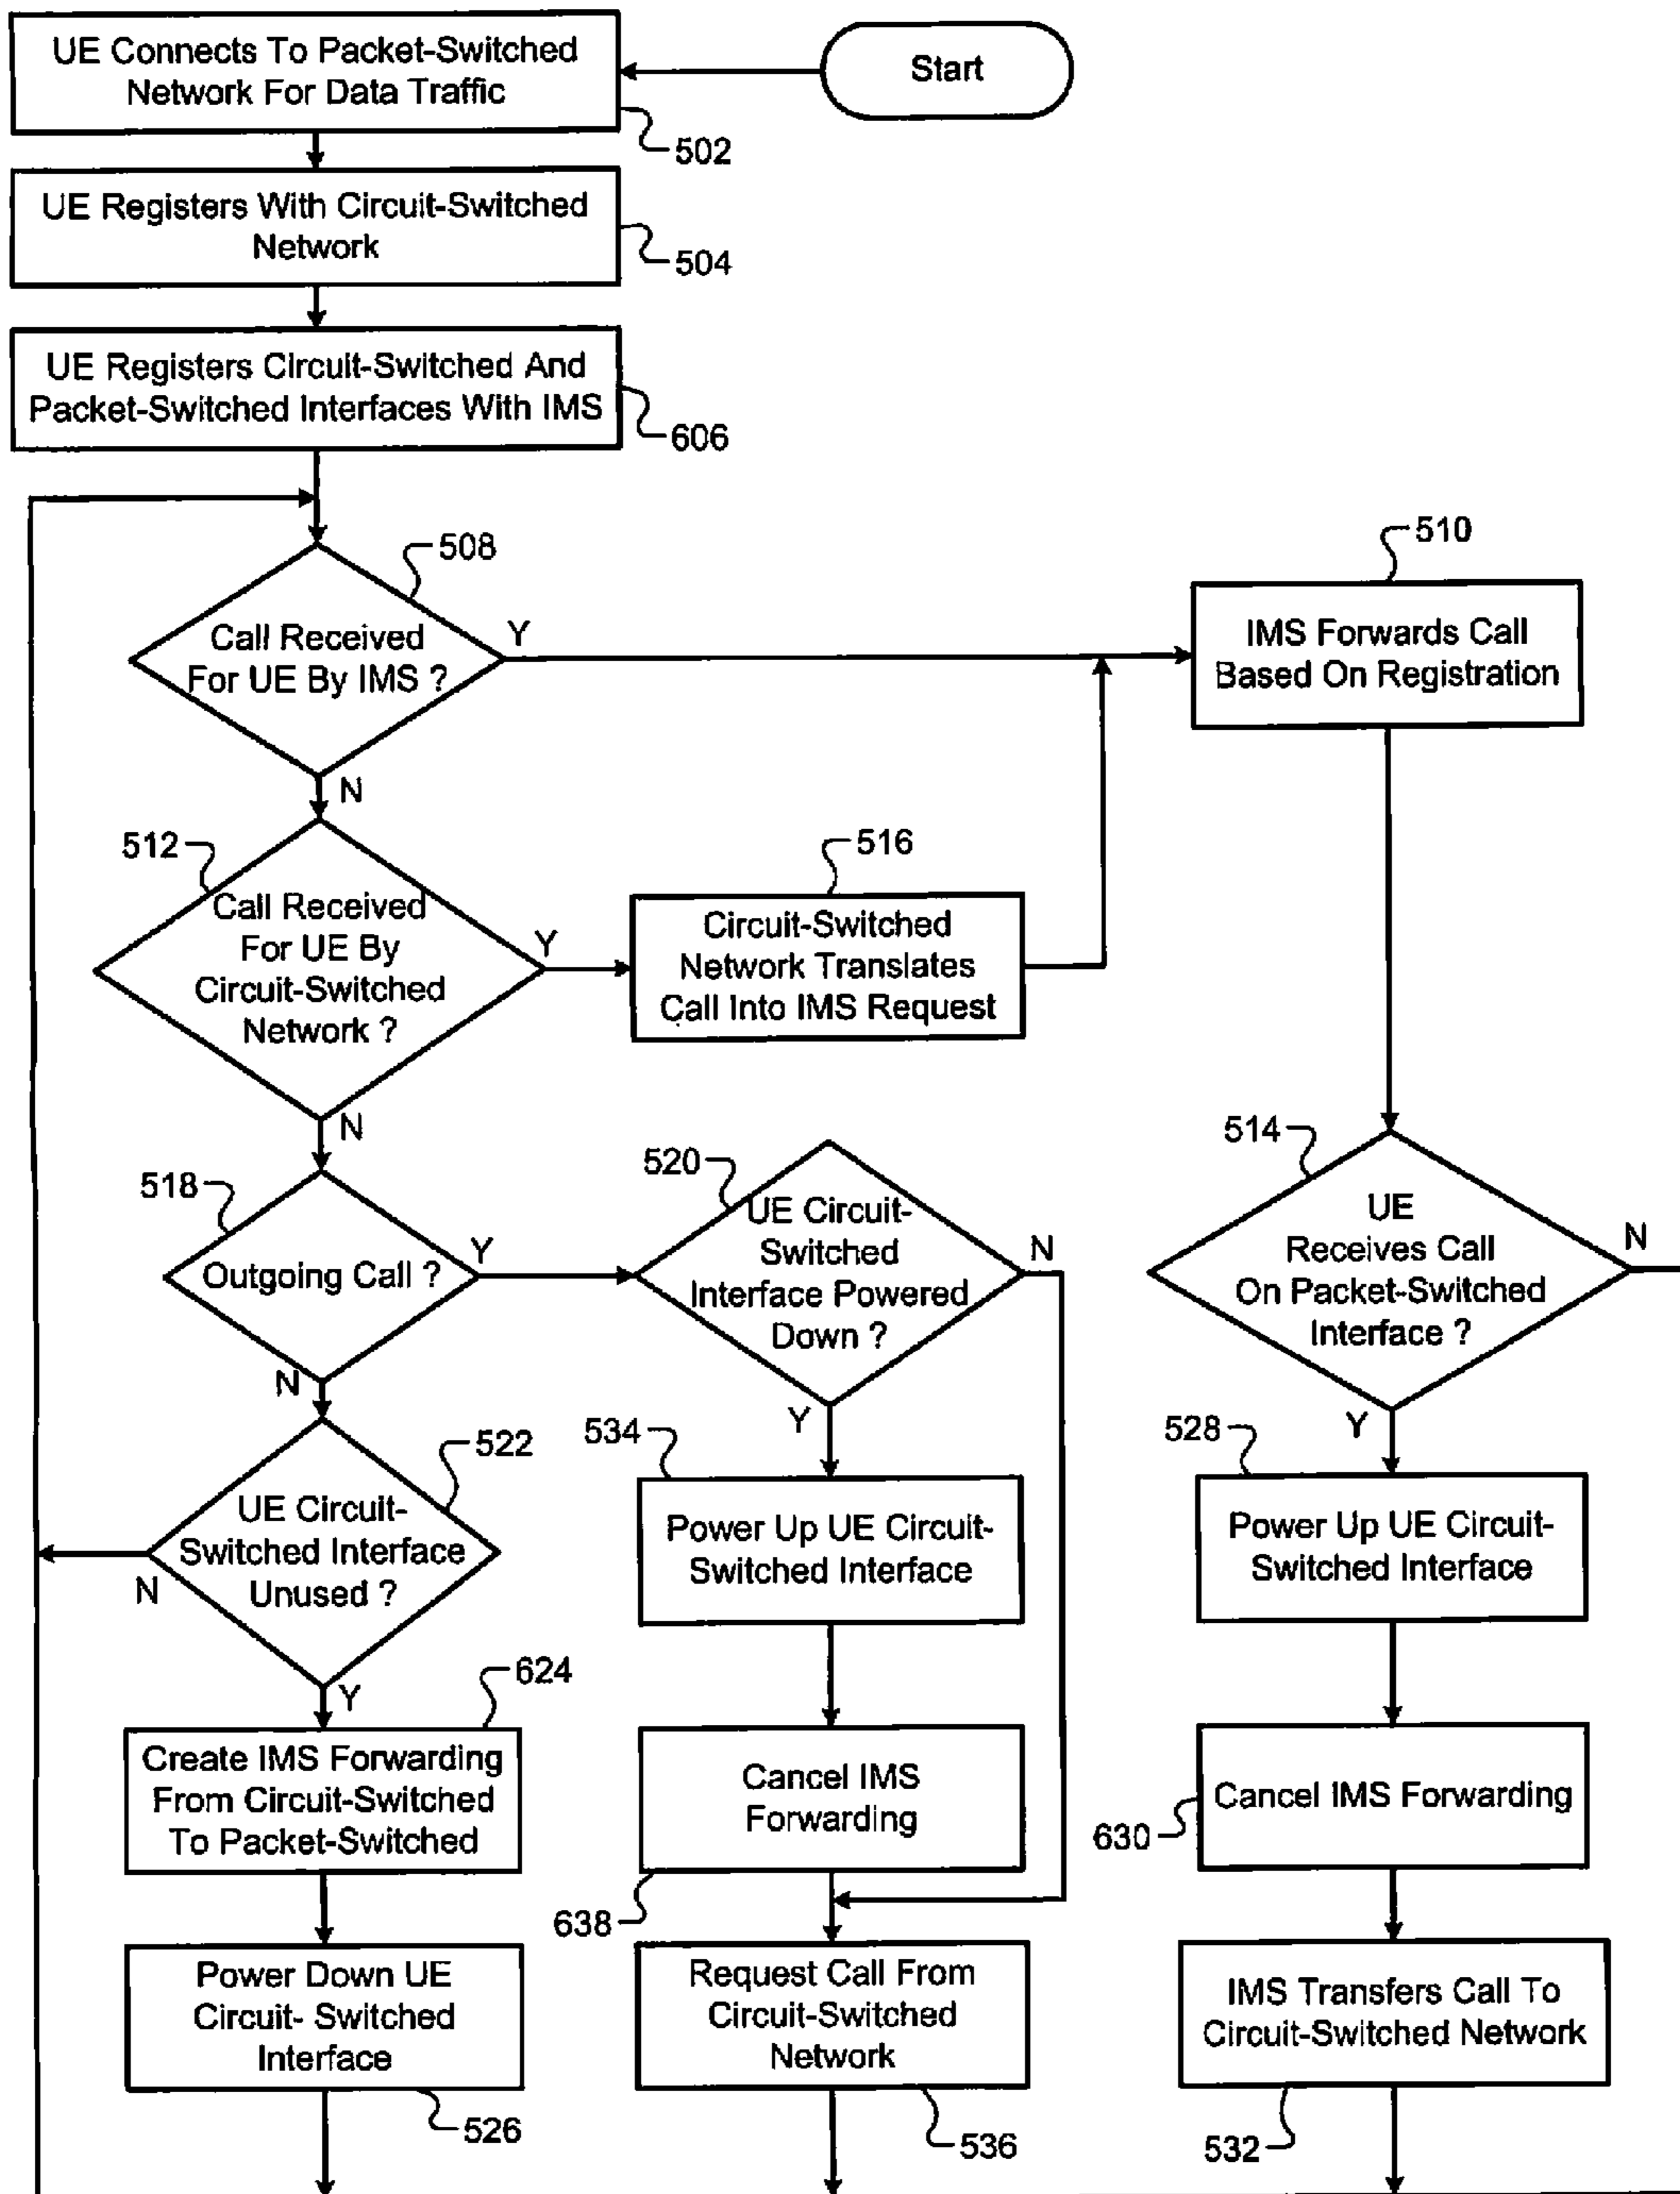 UE Connects To Packet-Switched
Network For Data Traffic
Start
502
UE Registers With Circuit-Switched
Network
504
UE Registers Circuit-Switched And
Packet-Switched Interfaces With IMS
606
508
Call Received
For UE By IMS ?
Y
N
510
IMS Forwards Call
Based On Registration
512
Call Received
For UE By
Circuit-Switched
Network ?
Y
N
516
Circuit-Switched
Network Translates
Call Into IMS Request
514
UE
Receives Call
On Packet-Switched
Interface ?
N
Y
518
Outgoing Call ?
Y
N
520
UE Circuit-
Switched
Interface Powered
Down ?
N
Y
522
UE Circuit-
Switched Interface
Unused ?
N
Y
534
Power Up UE Circuit-
Switched Interface
528
Power Up UE Circuit-
Switched Interface
624
Create IMS Forwarding
From Circuit-Switched
To Packet-Switched
Cancel IMS
Forwarding
638
Cancel IMS Forwarding
630
Power Down UE
Circuit- Switched
Interface
526
Request Call From
Circuit-Switched
Network
536
IMS Transfers Call To
Circuit-Switched Network
532